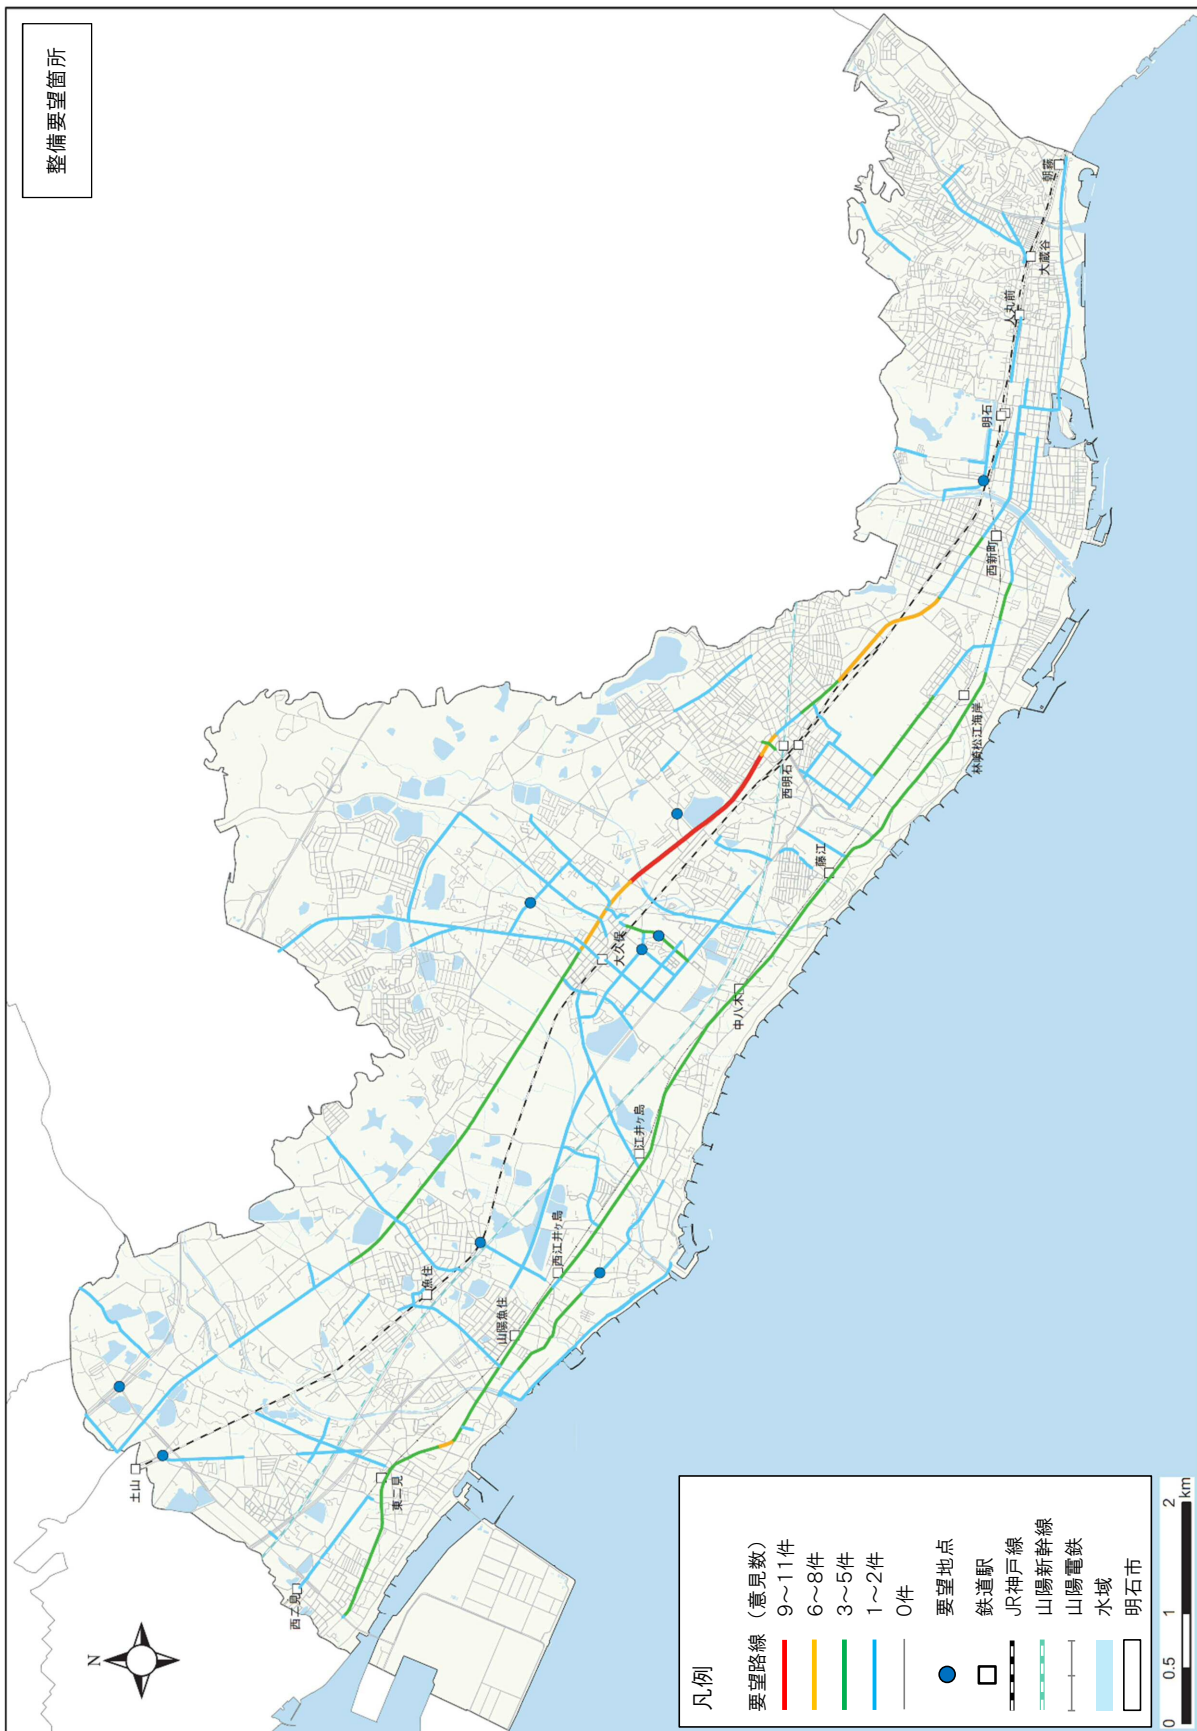 整備要望箇所
N
土山
西二見
東二見
魚住
山陽魚住
西江井ヶ島
江井ヶ島
大久保
中八木
藤江
西明石
林崎松江海岸
西新町
明石
人丸前
大蔵谷
朝霧
凡例
要望路線（意見数）
9～11件
6～8件
3～5件
1～2件
0件
要望地点
鉄道駅
JR神戸線
山陽新幹線
山陽電鉄
水域
明石市
0 0.5 1 2
km